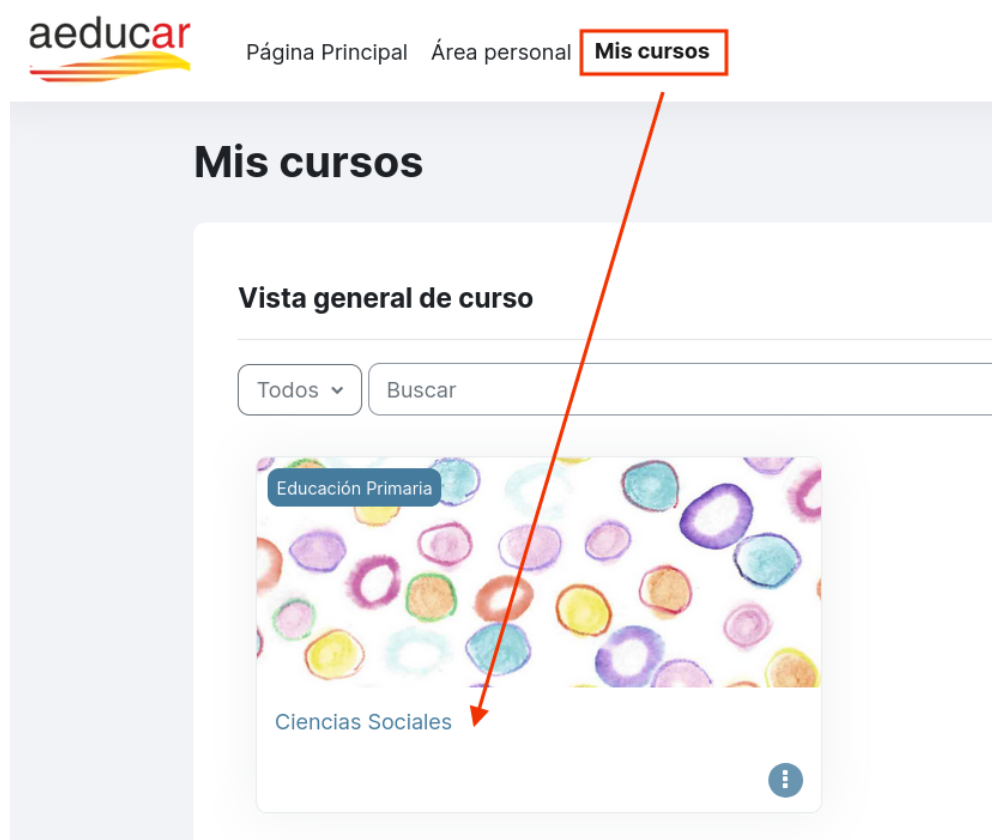 aeducar
Página Principal Área personal Mis cursos
Mis cursos
Vista general de curso
Todos Buscar
Educación Primaria
Ciencias Sociales